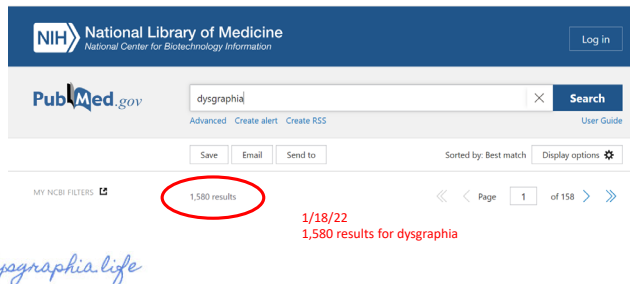 NIH National Library of Medicine
National Center for Biotechnology Information
Log in
PubMed.gov
dysgraphia
Search
Advanced Create alert Create RSS
User Guide
Save Email Send to
Sorted by: Best match Display options
MY NCBI FILTERS
1,580 results
Page 1 of 158
1/18/22
1,580 results for dysgraphia
ysgraphia.life